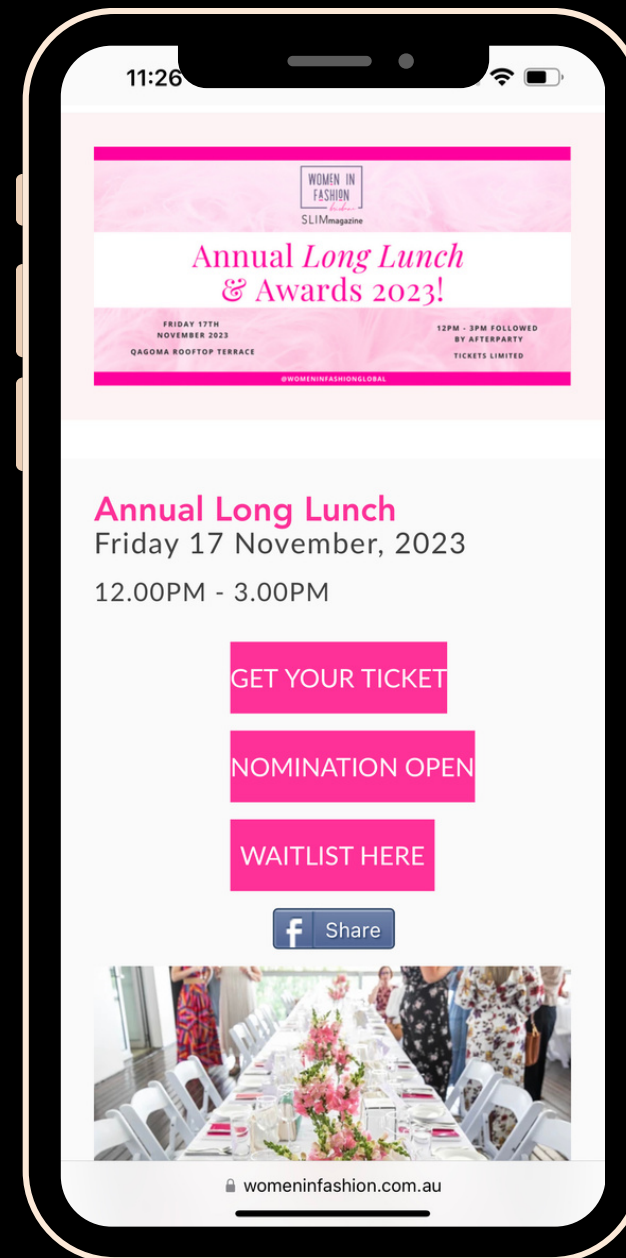 11:26
WOMEN IN
FASHION
SLIMmagazine
Annual Long Lunch
& Awards 2023!
FRIDAY 17TH
NOVEMBER 2023
QAGOMA ROOFTOP TERRACE
12PM - 3PM FOLLOWED
BY AFTERPARTY
TICKETS LIMITED
@WOMENINFASHIONGLOBAL
Annual Long Lunch
Friday 17 November, 2023
12.00PM - 3.00PM
GET YOUR TICKET
NOMINATION OPEN
WAITLIST HERE
f Share
womeninfashion.com.au